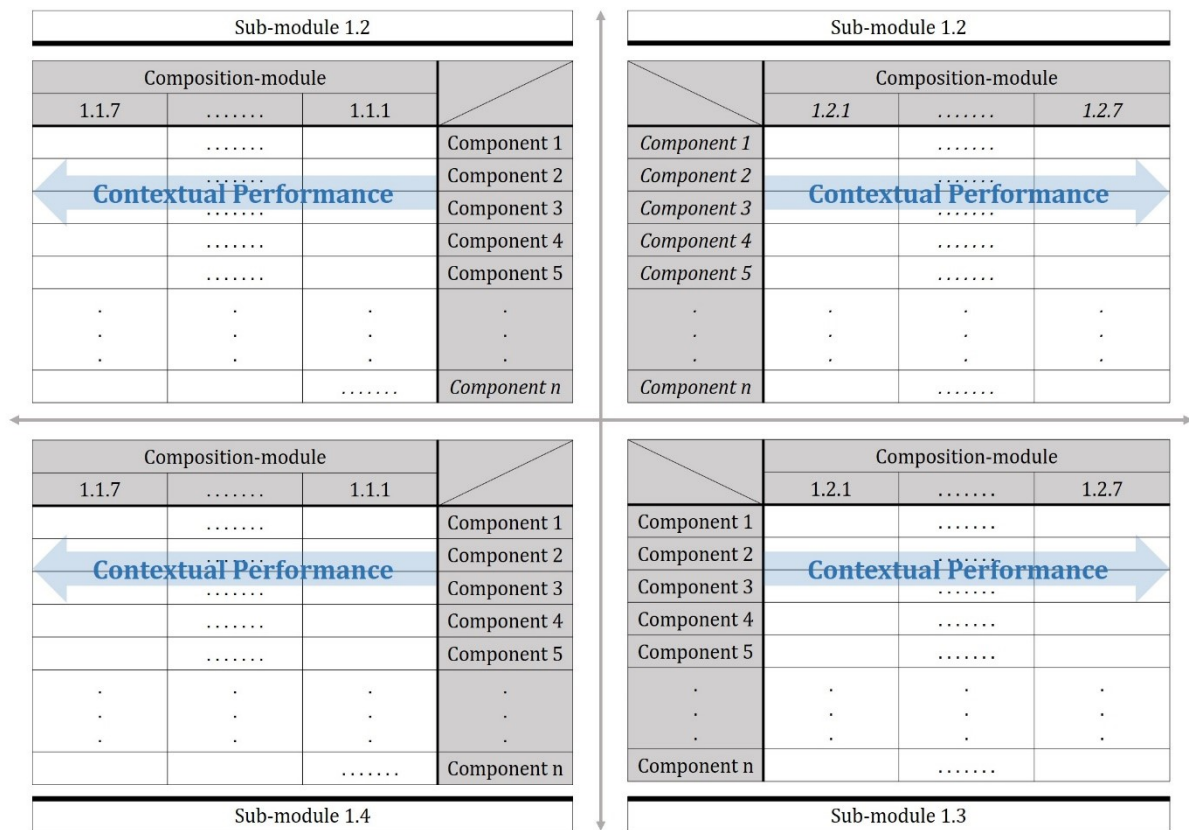 Sub-module 1.2
Composition-module
1.1.7 ....... 1.1.1
....... Component 1
....... Component 2
Contextual Performance
....... Component 3
....... Component 4
....... Component 5
. . . .
. . . .
. . . .
....... Component n
Sub-module 1.2
Composition-module
1.2.1 ....... 1.2.7
Component 1 .......
Component 2 .......
Contextual Performance
Component 3 .......
Component 4 .......
Component 5 .......
. . . .
. . . .
. . . .
Component n .......
Composition-module
1.1.7 ....... 1.1.1
....... Component 1
....... Component 2
Contextual Performance
....... Component 3
....... Component 4
....... Component 5
. . . .
. . . .
. . . .
....... Component n
Sub-module 1.4
Composition-module
1.2.1 ....... 1.2.7
Component 1 .......
Component 2 .......
Contextual Performance
Component 3 .......
Component 4 .......
Component 5 .......
. . . .
. . . .
. . . .
Component n .......
Sub-module 1.3